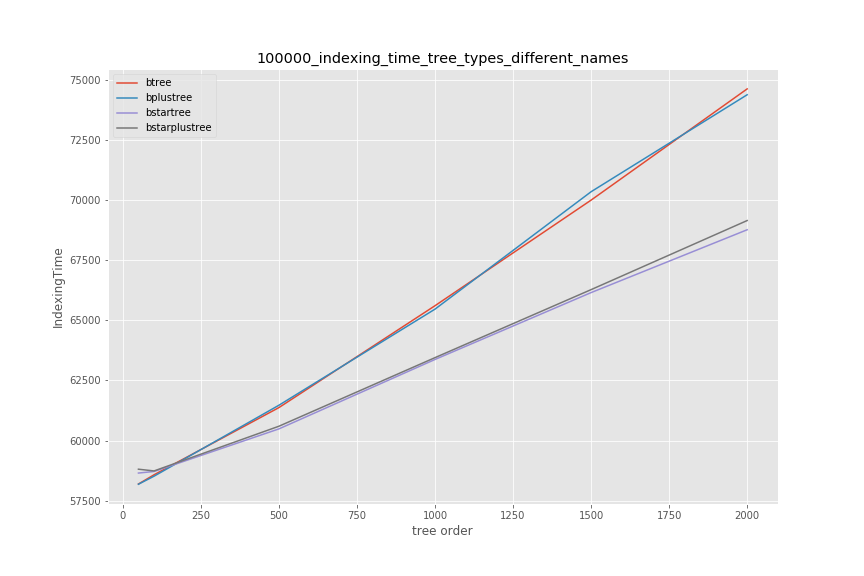 100000_indexing_time_tree_types_different_names
btree
bplustree
bstartree
bstarplustree
75000
72500
70000
67500
65000
62500
60000
57500
IndexingTime
0 250 500 750 1000 1250 1500 1750 2000
tree order